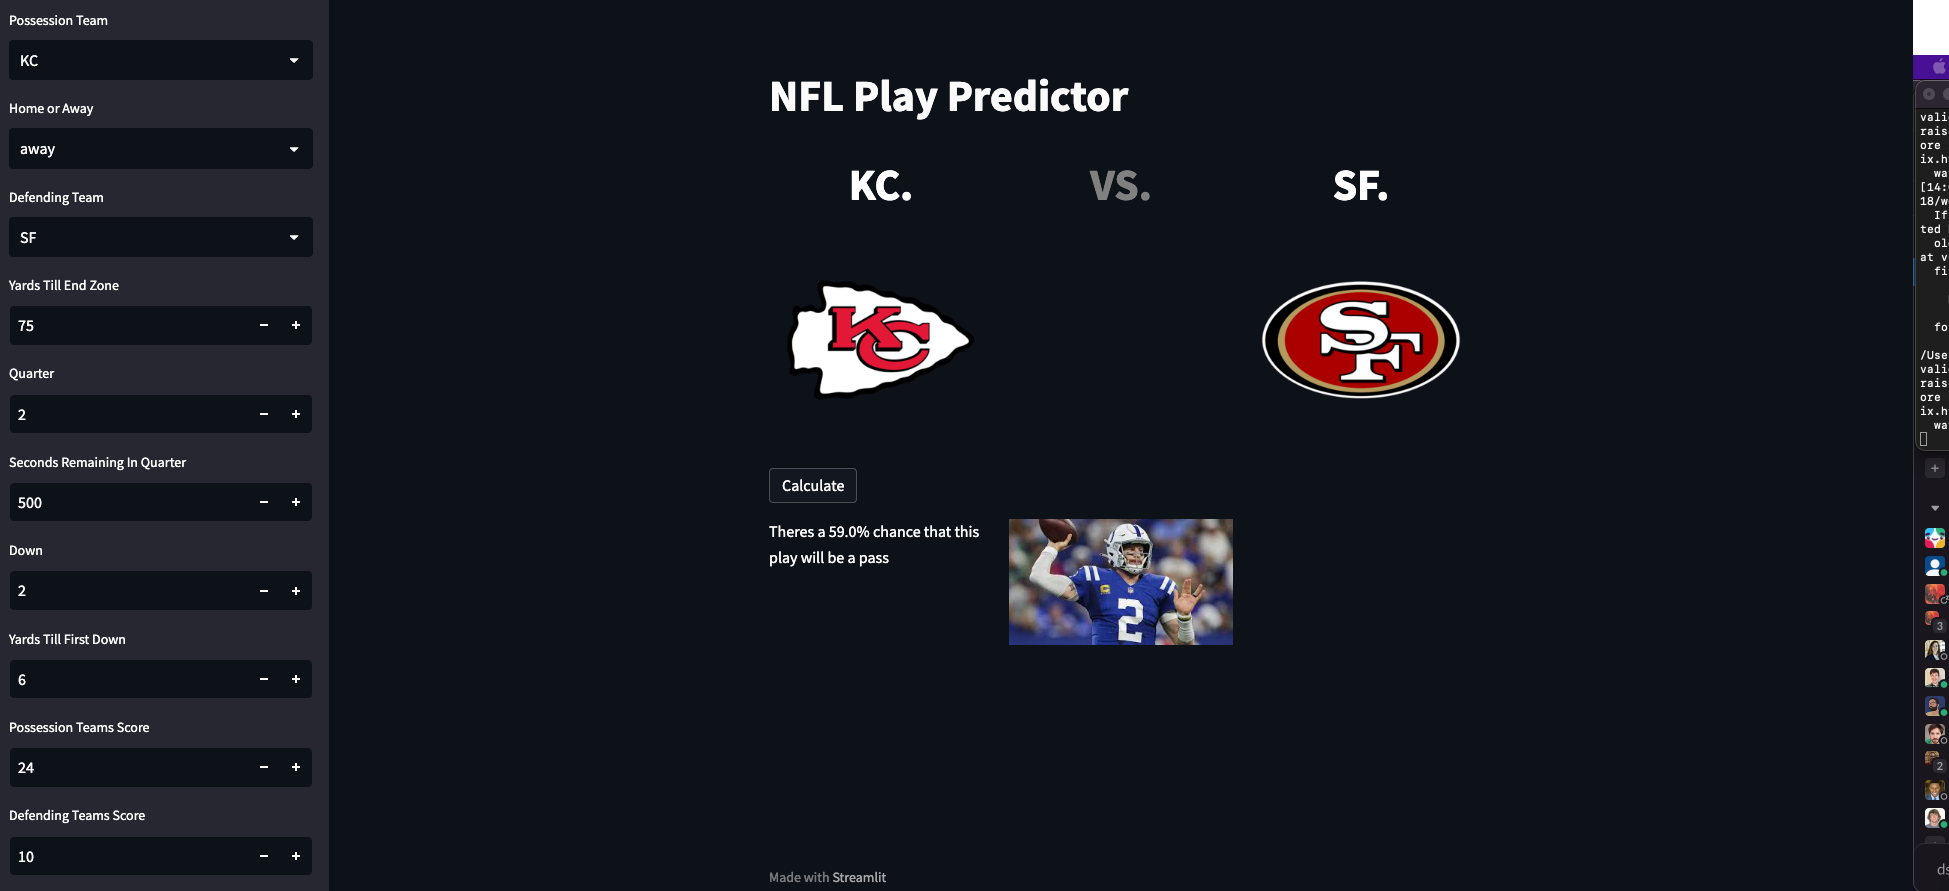 Possession Team
KC
Home or Away
away
Defending Team
SF
Yards Till End Zone
75
Quarter
2
Seconds Remaining In Quarter
500
Down
2
Yards Till First Down
6
Possession Teams Score
24
Defending Teams Score
10
NFL Play Predictor
KC. VS. SF.
KC
SF
Calculate
Theres a 59.0% chance that this
play will be a pass
2
Made with Streamlit
vali
rais
ore
ix.h
wa
[14:
18/w
If
ted
ol
at v
fi
fo
/Use
vali
rais
ore
ix.h
wa
3
2
ds